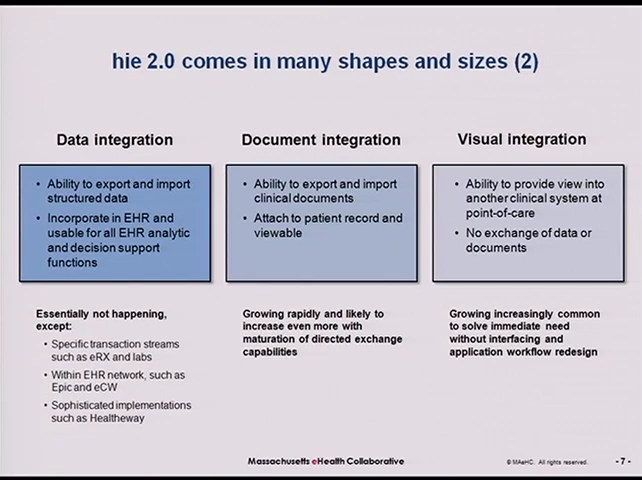 hie 2.0 comes in many shapes and sizes (2)
Data integration
• Ability to export and import
structured data
• Incorporate in EHR and
usable for all EHR analytic
and decision support
functions
Essentially not happening,
except:
• Specific transaction streams
such as eRX and labs
• Within EHR network, such as
Epic and eCW
• Sophisticated implementations
such as Healtheway
Document integration
• Ability to export and import
clinical documents
• Attach to patient record and
viewable
Growing rapidly and likely to
increase even more with
maturation of directed exchange
capabilities
Visual integration
• Ability to provide view into
another clinical system at
point-of-care
• No exchange of data or
documents
Growing increasingly common
to solve immediate need
without interfacing and
application workflow redesign
Massachusetts eHealth Collaborative
© MAeHC. All rights reserved.
- 7 -